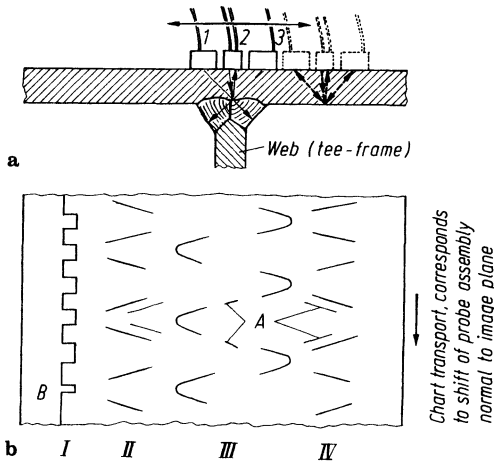 1 2 3
Web (tee-frame)
a
A
B
Chart transport, corresponds
to shift of probe assembly
normal to image plane
b I II III IV